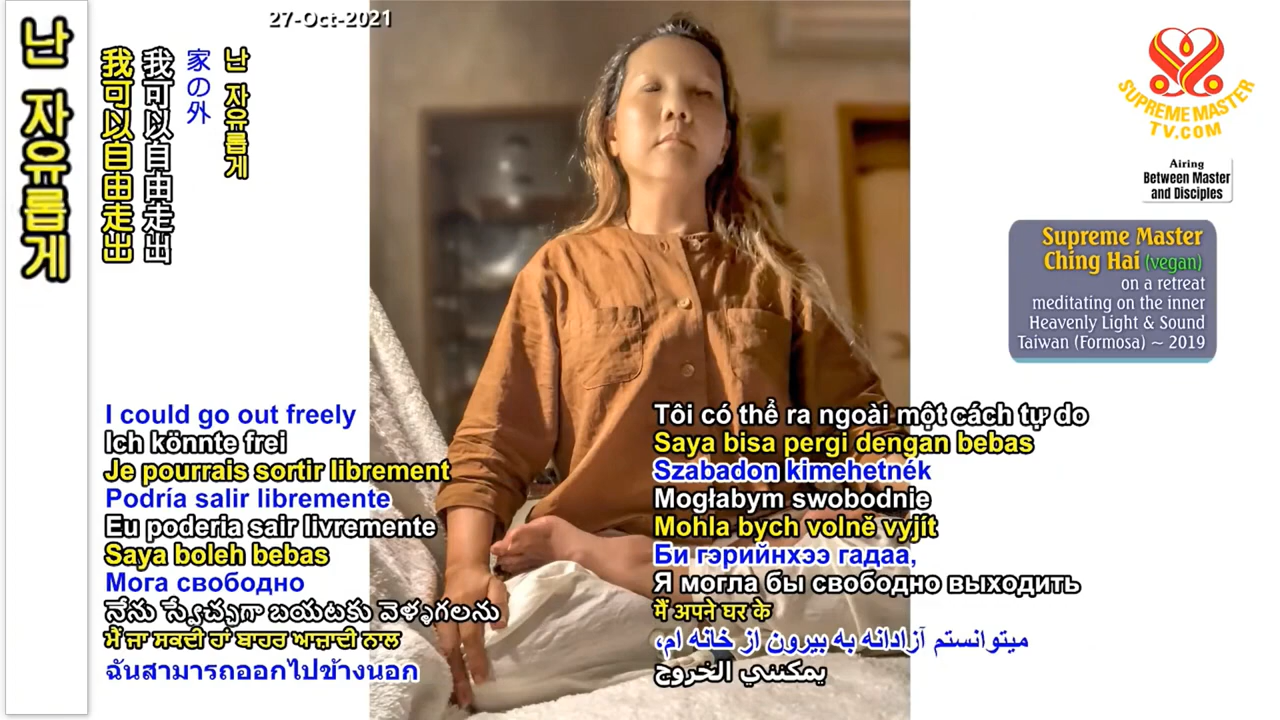 난 자유롭게
27-Oct-2021
난 자유롭게
家の外
我可以自由走出
我可以自由走出
SUPREME MASTER
TV.COM
Airing
Between Master
and Disciples
Supreme Master
Ching Hai (vegan)
on a retreat
meditating on the inner
Heavenly Light & Sound
Taiwan (Formosa) ~ 2019
I could go out freely
Ich könnte frei
Je pourrais sortir librement
Podría salir libremente
Eu poderia sair livremente
Saya boleh bebas
Мога свободно
నేను స్వేచ్ఛగా బయటకు వెళ్ళగలను
ਮੈਂ ਜਾ ਸਕਦੀ ਹਾਂ ਬਾਹਰ ਆਜ਼ਾਦੀ ਨਾਲ
ฉันสามารถออกไปข้างนอก
Tôi có thể ra ngoài một cách tự do
Saya bisa pergi dengan bebas
Szabadon kimehetnék
Mogłabym swobodnie
Mohla bych volně vyjít
Би гэрийнхээ гадаа,
Я могла бы свободно выходить
मैं अपने घर के
میتوانستم آزادانه به بیرون از خانه ام،
يمكنني الخروج